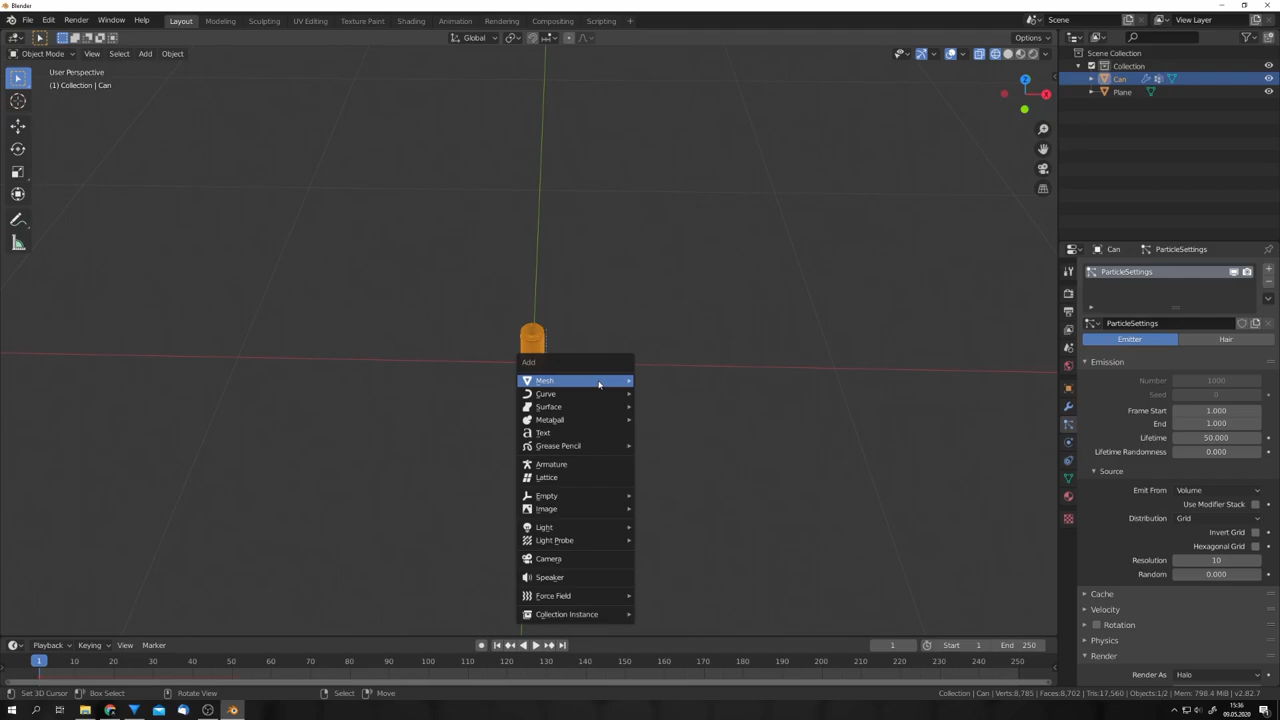 Blender
File Edit Render Window Help Layout Modeling Sculpting UV Editing Texture Paint Shading Animation Rendering Compositing Scripting + Scene View Layer
Global Options
Object Mode View Select Add Object
User Perspective
(1) Collection | Can
Z
X
Scene Collection
Collection
Can
Plane
Can ParticleSettings
ParticleSettings
ParticleSettings
Emitter Hair
Emission
Number 1000
Seed 0
Frame Start 1.000
End 1.000
Lifetime 50.000
Lifetime Randomness 0.000
Source
Emit From Volume
Use Modifier Stack
Distribution Grid
Invert Grid
Hexagonal Grid
Resolution 10
Random 0.000
Cache
Velocity
Rotation
Physics
Render
Render As Halo
Add
Mesh
Curve
Surface
Metaball
Text
Grease Pencil
Armature
Lattice
Empty
Image
Light
Light Probe
Camera
Speaker
Force Field
Collection Instance
Playback Keying View Marker 1 Start 1 End 250
1 10 20 30 40 50 60 70 80 90 100 110 120 130 140 150 160 170 180 190 200 210 220 230 240 250
Set 3D Cursor Box Select Rotate View Select Move Collection | Can | Verts:8,785 | Faces:8,702 | Tris:17,560 | Objects:1/2 | Mem: 798.4 MiB | v2.82.7
15:36
09.05.2020